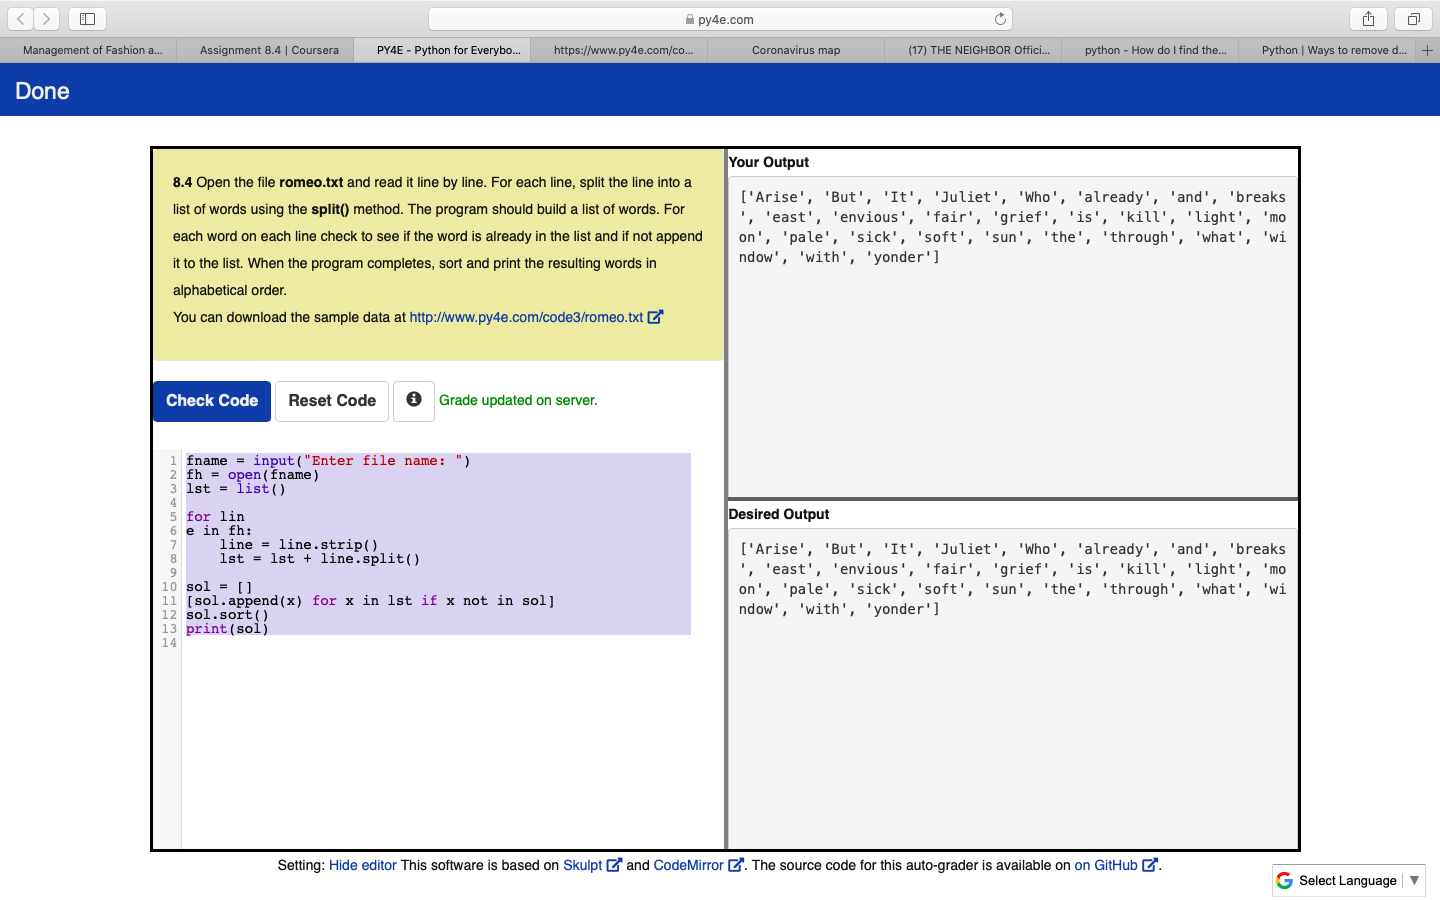 py4e.com
Management of Fashion a...
Assignment 8.4 | Coursera
PY4E - Python for Everybo...
https://www.py4e.com/co...
Coronavirus map
(17) THE NEIGHBOR Offici...
python - How do I find the...
Python | Ways to remove d...
Done
8.4 Open the file romeo.txt and read it line by line. For each line, split the line into a
list of words using the split() method. The program should build a list of words. For
each word on each line check to see if the word is already in the list and if not append
it to the list. When the program completes, sort and print the resulting words in
alphabetical order.
You can download the sample data at http://www.py4e.com/code3/romeo.txt
Check Code
Reset Code
Grade updated on server.
1 fname = input("Enter file name: ")
2 fh = open(fname)
3 lst = list()
4
5 for lin
6 e in fh:
7     line = line.strip()
8     lst = lst + line.split()
9
10 sol = []
11 [sol.append(x) for x in lst if x not in sol]
12 sol.sort()
13 print(sol)
14
Your Output
['Arise', 'But', 'It', 'Juliet', 'Who', 'already', 'and', 'breaks
', 'east', 'envious', 'fair', 'grief', 'is', 'kill', 'light', 'mo
on', 'pale', 'sick', 'soft', 'sun', 'the', 'through', 'what', 'wi
ndow', 'with', 'yonder']
Desired Output
['Arise', 'But', 'It', 'Juliet', 'Who', 'already', 'and', 'breaks
', 'east', 'envious', 'fair', 'grief', 'is', 'kill', 'light', 'mo
on', 'pale', 'sick', 'soft', 'sun', 'the', 'through', 'what', 'wi
ndow', 'with', 'yonder']
Setting: Hide editor This software is based on Skulpt and CodeMirror. The source code for this auto-grader is available on on GitHub.
Select Language